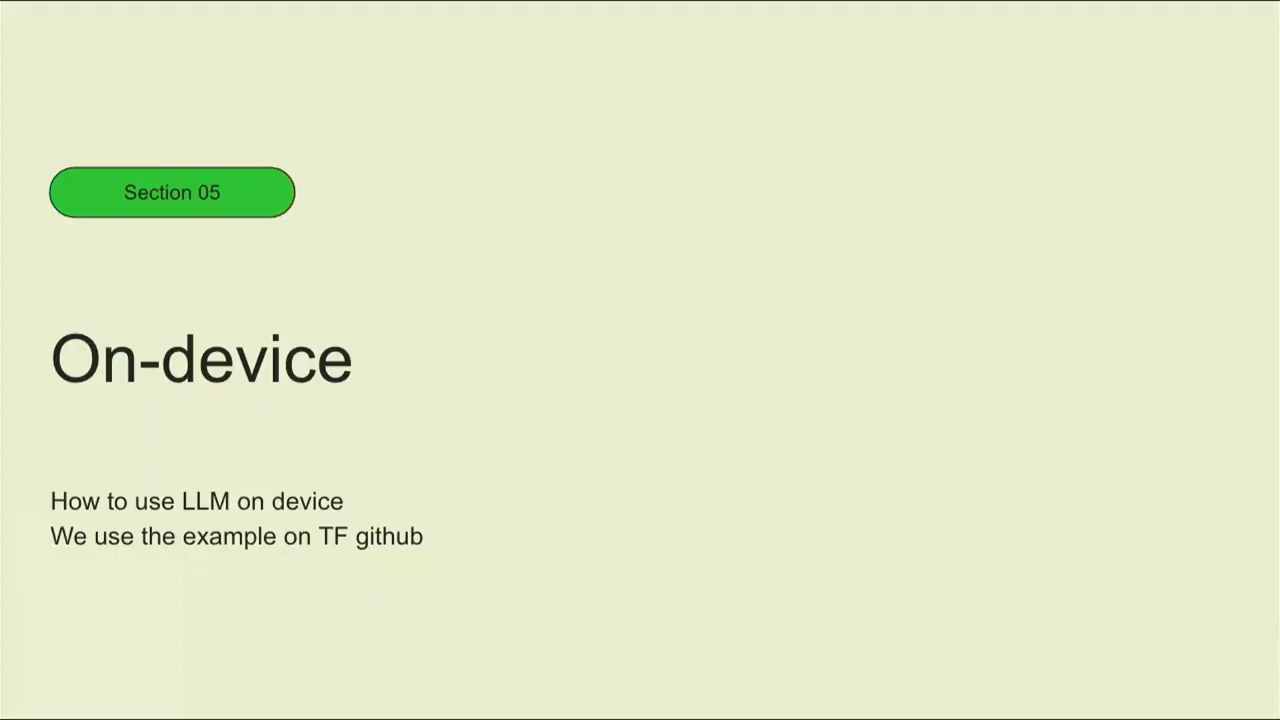 Section 05
On-device
How to use LLM on device
We use the example on TF github